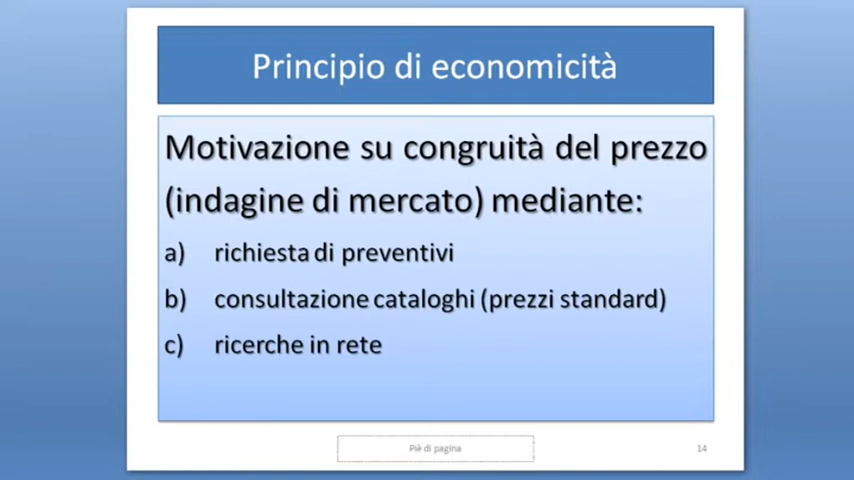 Principio di economicità
Motivazione su congruità del prezzo
(indagine di mercato) mediante:
a) richiesta di preventivi
b) consultazione cataloghi (prezzi standard)
c) ricerche in rete
Piè di pagina
14